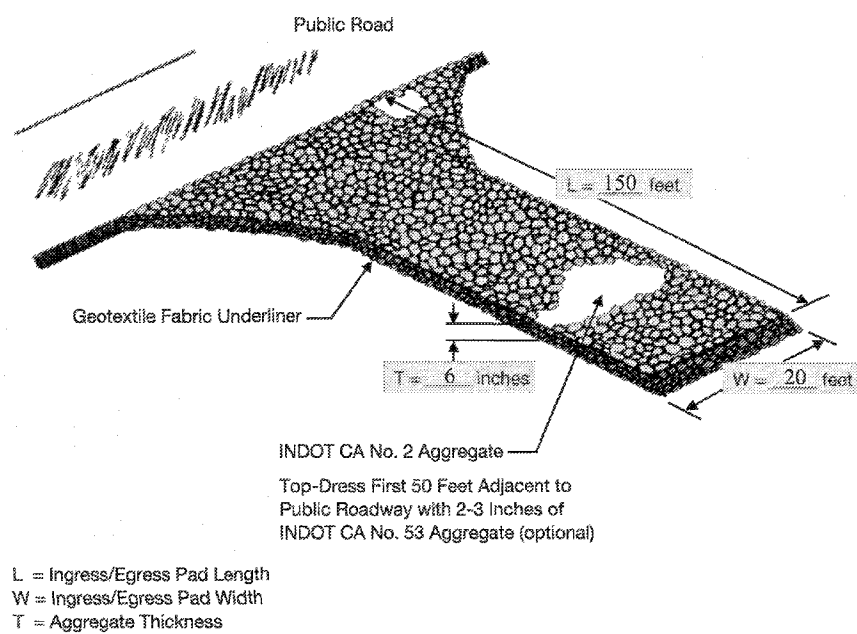 Public Road
L = 150 feet
Geotextile Fabric Underliner
T = 6 inches
W = 20 feet
INDOT CA No. 2 Aggregate
Top-Dress First 50 Feet Adjacent to
Public Roadway with 2-3 Inches of
INDOT CA No. 53 Aggregate (optional)
L = Ingress/Egress Pad Length
W = Ingress/Egress Pad Width
T = Aggregate Thickness